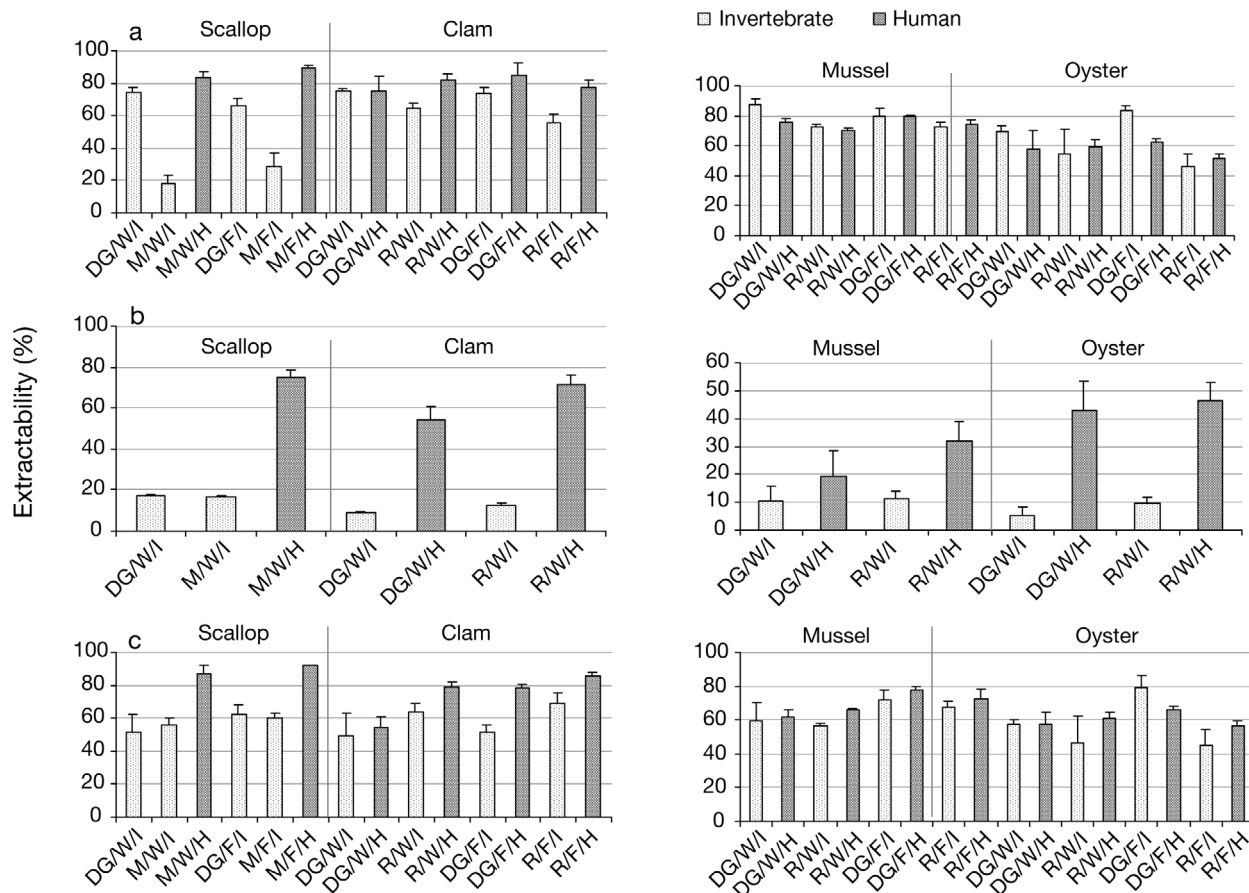 Invertebrate Human
a Scallop Clam
100
80
60
40
20
0
DG/W/I M/W/I M/W/H DG/F/I M/F/I M/F/H DG/W/I DG/W/H R/W/I R/W/H DG/F/I DG/F/H R/F/I R/F/H
Mussel Oyster
100
80
60
40
20
0
DG/W/I DG/W/H R/W/I R/W/H DG/F/I DG/F/H R/F/I R/F/H DG/W/I DG/W/H R/W/I R/W/H DG/F/I DG/F/H R/F/I R/F/H
Extractability (%)
b Scallop Clam
100
80
60
40
20
0
DG/W/I M/W/I M/W/H DG/W/I DG/W/H R/W/I R/W/H
Mussel Oyster
60
50
40
30
20
10
0
DG/W/I DG/W/H R/W/I R/W/H DG/W/I DG/W/H R/W/I R/W/H
c Scallop Clam
100
80
60
40
20
0
DG/W/I M/W/I M/W/H DG/F/I M/F/I M/F/H DG/W/I DG/W/H R/W/I R/W/H DG/F/I DG/F/H R/F/I R/F/H
Mussel Oyster
100
80
60
40
20
0
DG/W/I DG/W/H R/W/I R/W/H DG/F/I DG/F/H R/F/I R/F/H DG/W/I DG/W/H R/W/I R/W/H DG/F/I DG/F/H R/F/I R/F/H